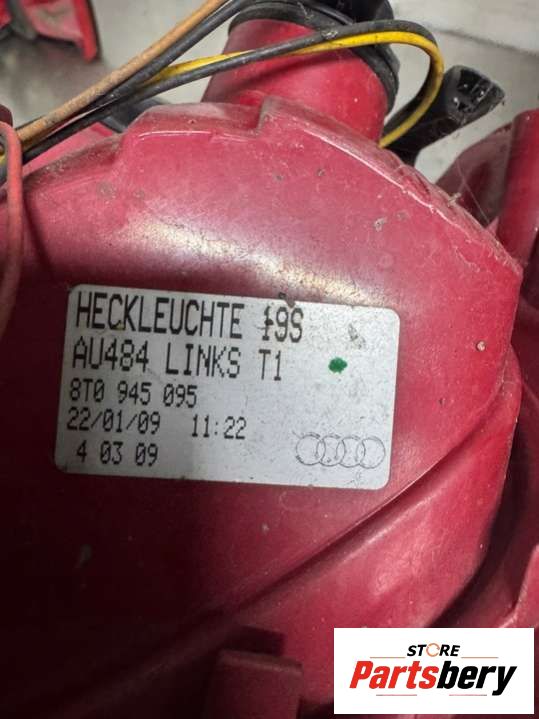 HECKLEUCHTE 19S
AU484 LINKS T1
8T0 945 095
22/01/09 11:22
4 03 09
STORE
Partsbery